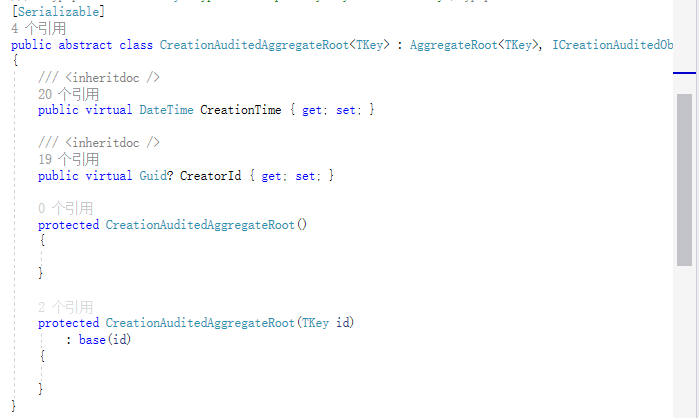 [Serializable]
4 个引用
public abstract class CreationAuditedAggregateRoot<TKey> : AggregateRoot<TKey>, ICreationAuditedOb
{
/// <inheritdoc />
20 个引用
public virtual DateTime CreationTime { get; set; }
/// <inheritdoc />
19 个引用
public virtual Guid? CreatorId { get; set; }
0 个引用
protected CreationAuditedAggregateRoot()
{
}
2 个引用
protected CreationAuditedAggregateRoot(TKey id)
: base(id)
{
}
}